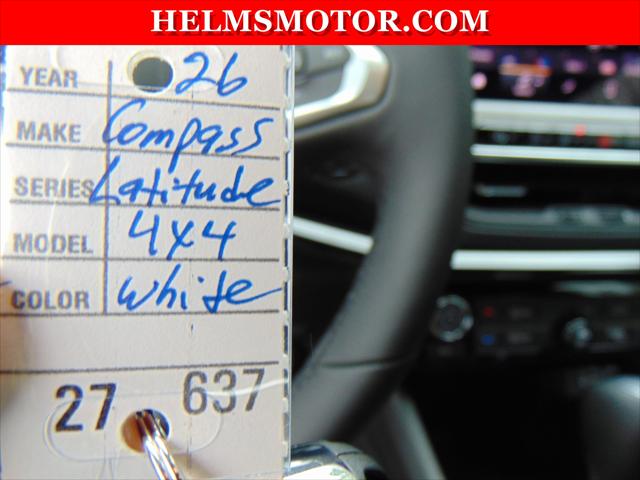 HELMSMOTOR.COM
YEAR 26
MAKE Compass
SERIES Latitude
MODEL 4x4
COLOR White
27 637